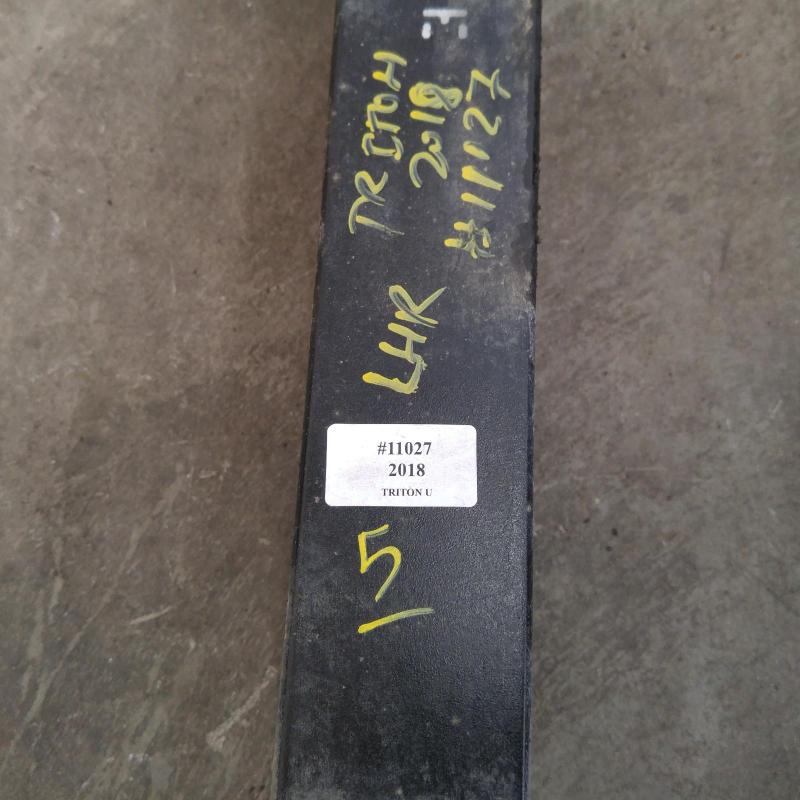 TRITON
2018
#11027
LHR
#11027
2018
TRITON U
15